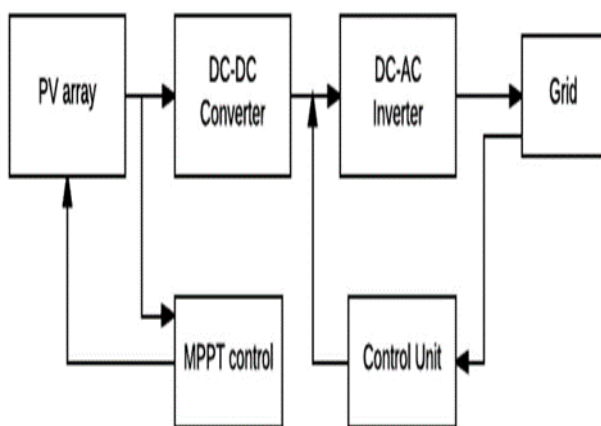 PV array
DC-DC
Converter
DC-AC
Inverter
Grid
MPPT control
Control Unit